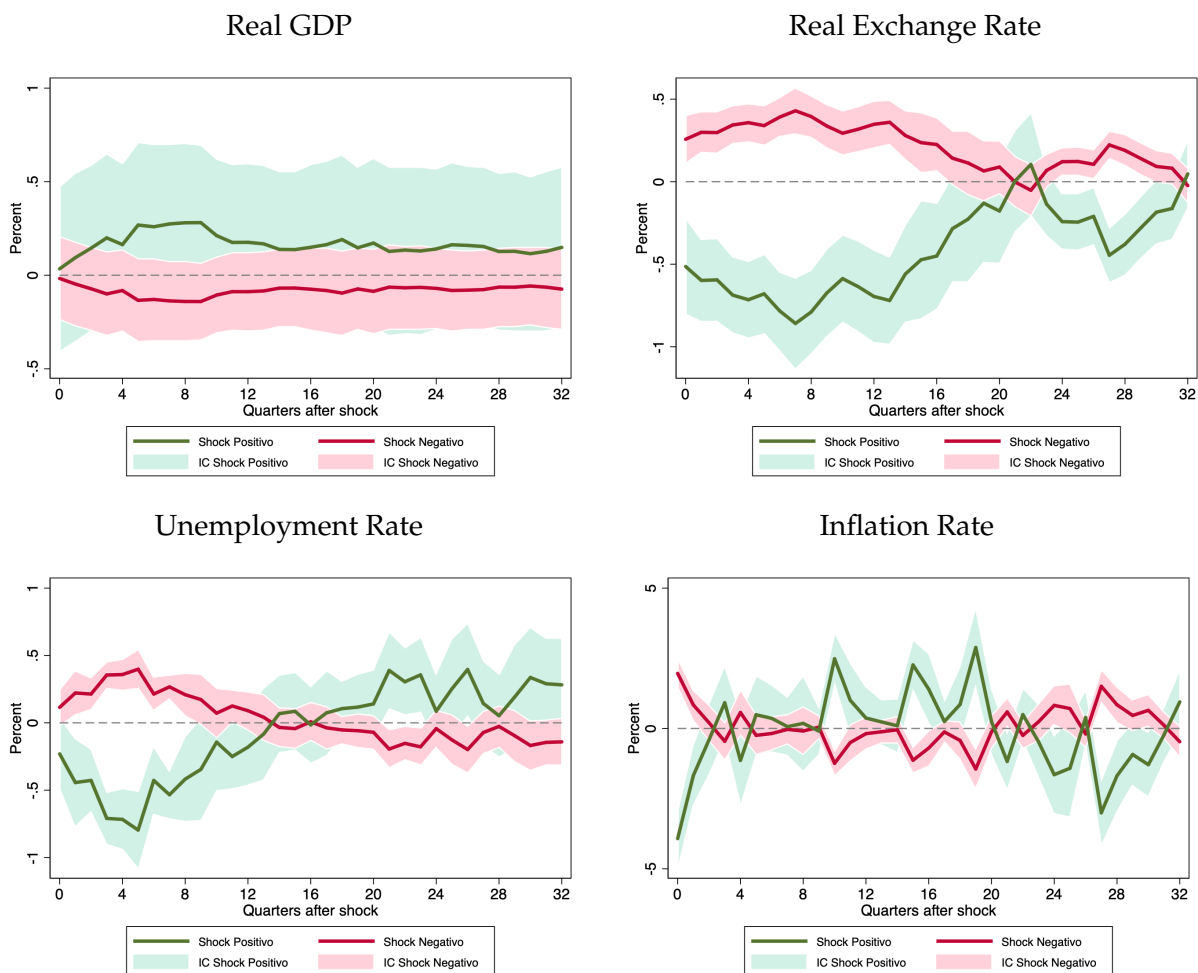 Real GDP
Percent
1
.5
0
-.5
0 4 8 12 16 20 24 28 32
Quarters after shock
Shock Positivo Shock Negativo
IC Shock Positivo IC Shock Negativo
Real Exchange Rate
Percent
.5
0
-.5
-1
0 4 8 12 16 20 24 28 32
Quarters after shock
Shock Positivo Shock Negativo
IC Shock Positivo IC Shock Negativo
Unemployment Rate
Percent
1
.5
0
-.5
-1
0 4 8 12 16 20 24 28 32
Quarters after shock
Shock Positivo Shock Negativo
IC Shock Positivo IC Shock Negativo
Inflation Rate
Percent
5
0
-5
0 4 8 12 16 20 24 28 32
Quarters after shock
Shock Positivo Shock Negativo
IC Shock Positivo IC Shock Negativo